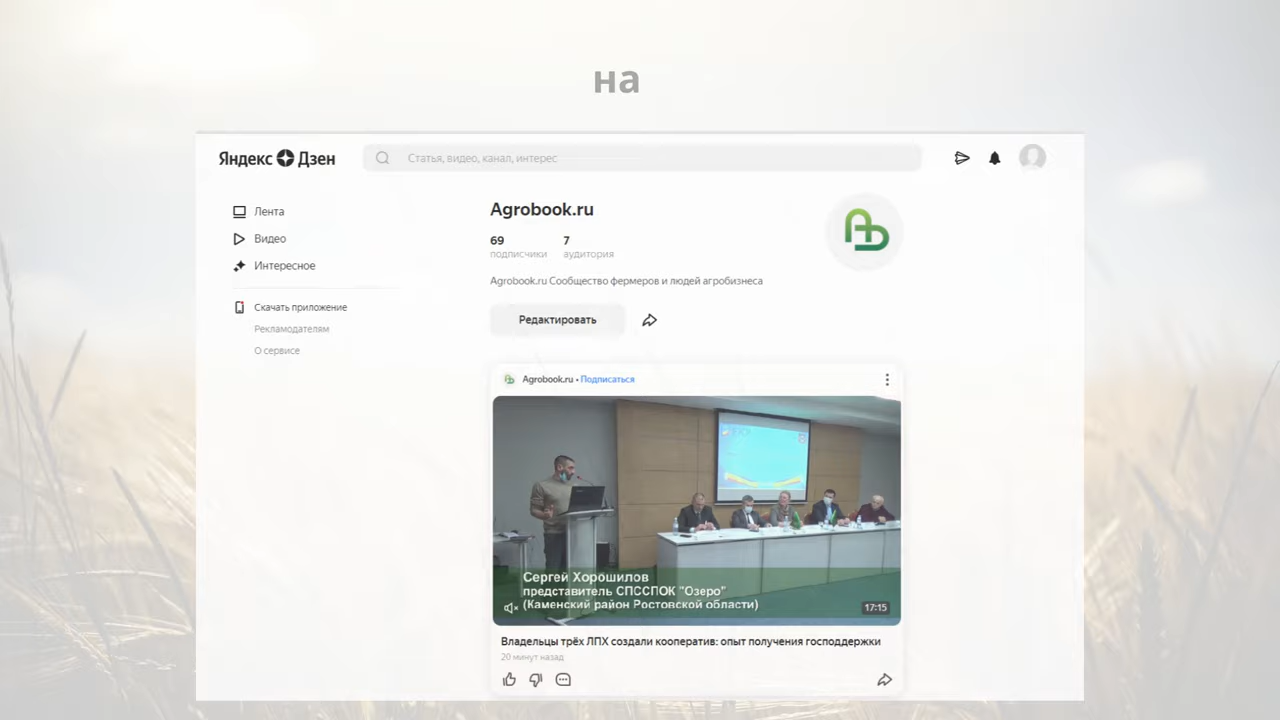 на
Яндекс Дзен
Статья, видео, канал, интерес
Лента
Видео
Интересное
Скачать приложение
Рекламодателям
О сервисе
Agrobook.ru
69 7
подписчики аудитория
Agrobook.ru Сообщество фермеров и людей агробизнеса
Редактировать
Agrobook.ru • Подписаться
Сергей Хорошилов
представитель СПССПОК "Озеро"
(Каменский район Ростовской области)
17:15
Владельцы трёх ЛПХ создали кооператив: опыт получения господдержки
20 минут назад